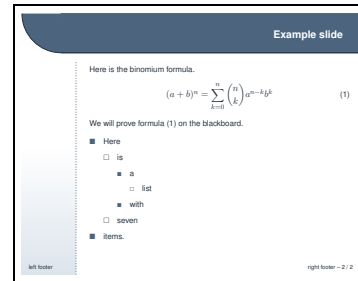 Example slide
Here is the binomium formula.
(a + b)^n = \sum_{k=0}^{n} \binom{n}{k} a^{n-k} b^k (1)
We will prove formula (1) on the blackboard.
Here
is
a
list
with
seven
items.
left footer
right footer – 2 / 2